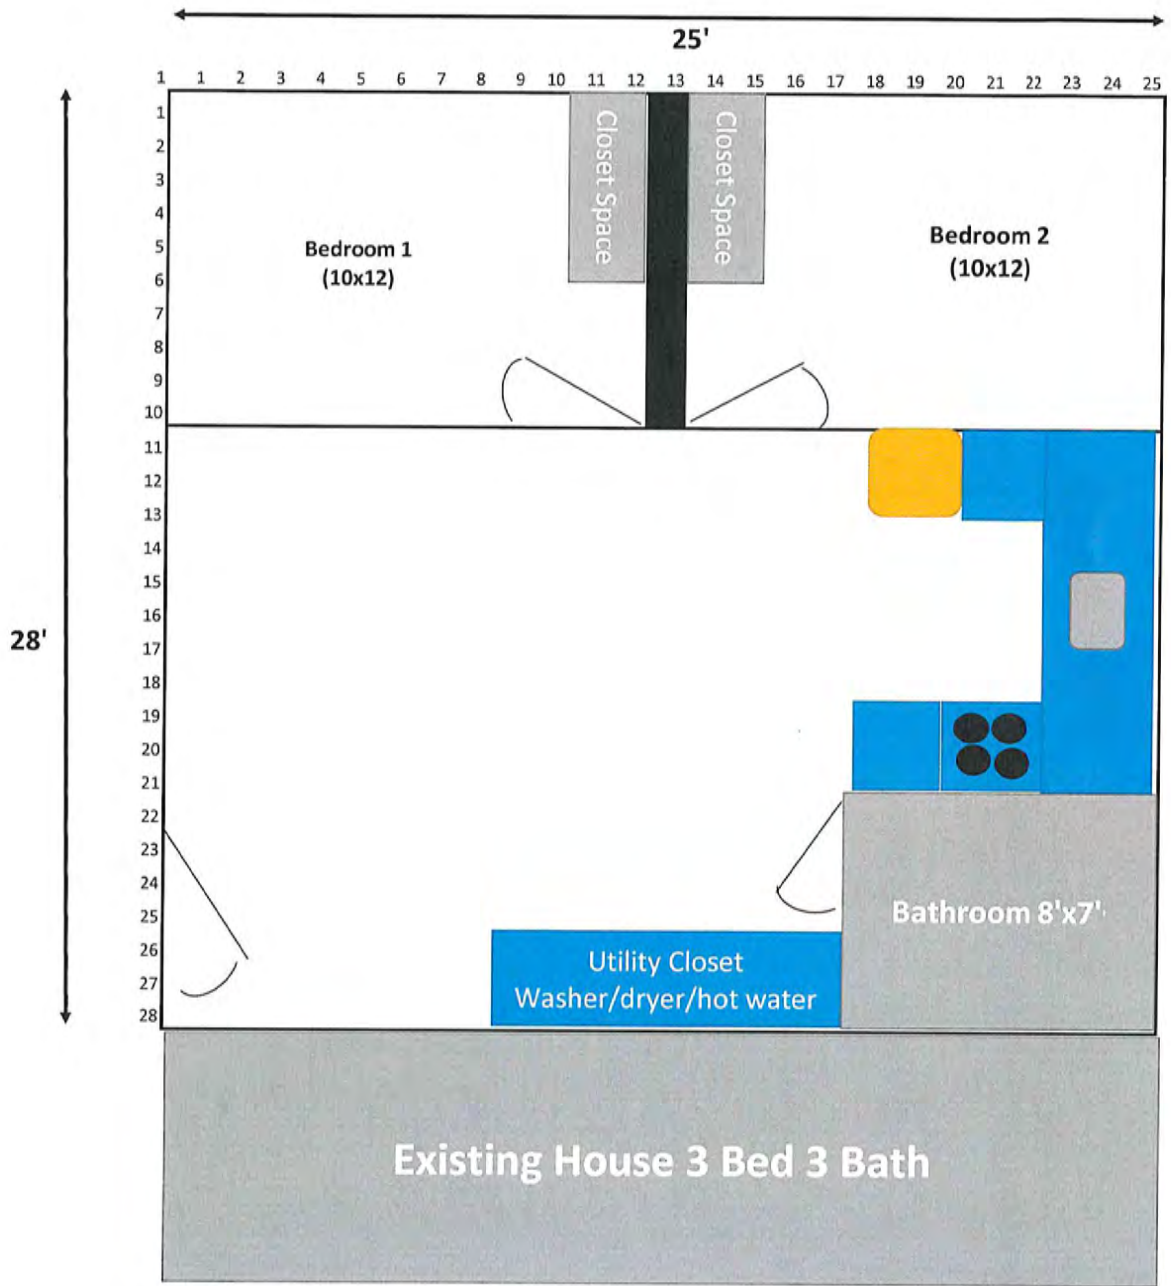 25'
1 1 2 3 4 5 6 7 8 9 10 11 12 13 14 15 16 17 18 19 20 21 22 23 24 25
1
2
3
4
5
6
7
8
9
10
11
12
13
14
15
16
17
18
19
20
21
22
23
24
25
26
27
28
28'
Closet Space
Closet Space
Bedroom 1
(10x12)
Bedroom 2
(10x12)
Bathroom 8'x7'
Utility Closet
Washer/dryer/hot water
Existing House 3 Bed 3 Bath